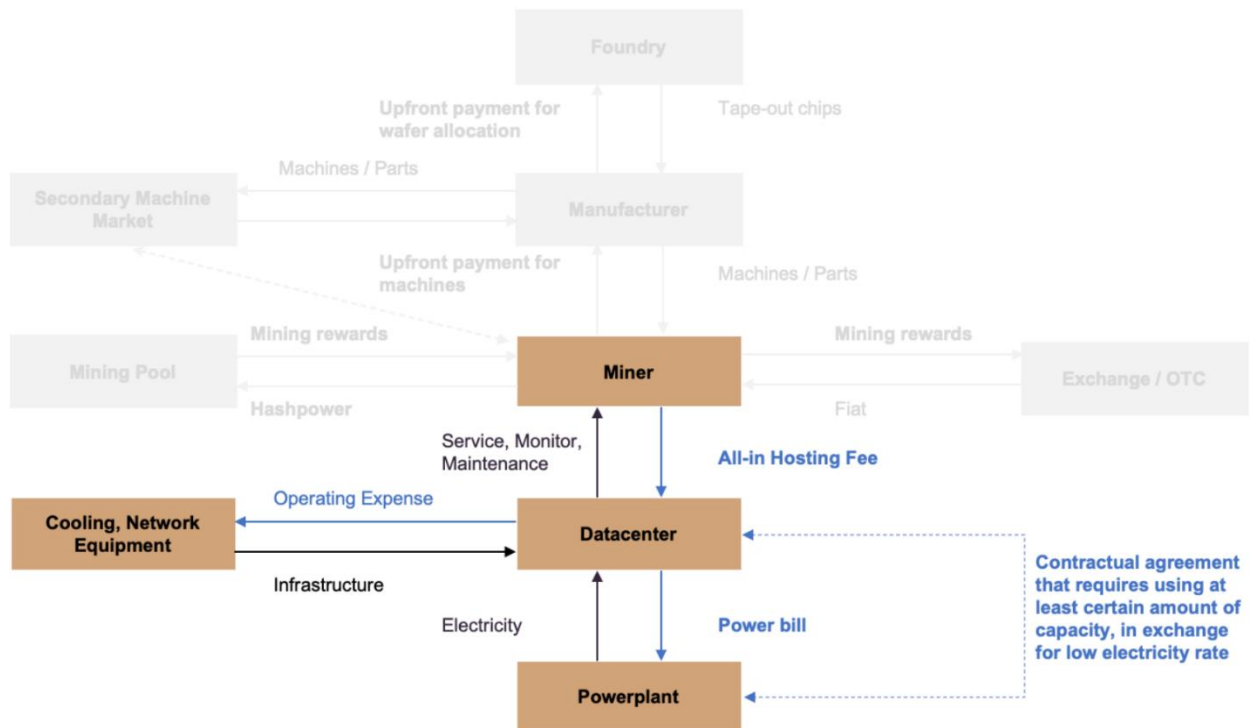 Foundry
Upfront payment for
wafer allocation
Tape-out chips
Machines / Parts
Secondary Machine
Market
Manufacturer
Upfront payment for
machines
Machines / Parts
Mining rewards
Mining rewards
Mining Pool
Miner
Exchange / OTC
Hashpower
Fiat
Service, Monitor,
Maintenance
All-in Hosting Fee
Operating Expense
Cooling, Network
Equipment
Datacenter
Infrastructure
Contractual agreement
that requires using at
least certain amount of
capacity, in exchange
for low electricity rate
Electricity
Power bill
Powerplant